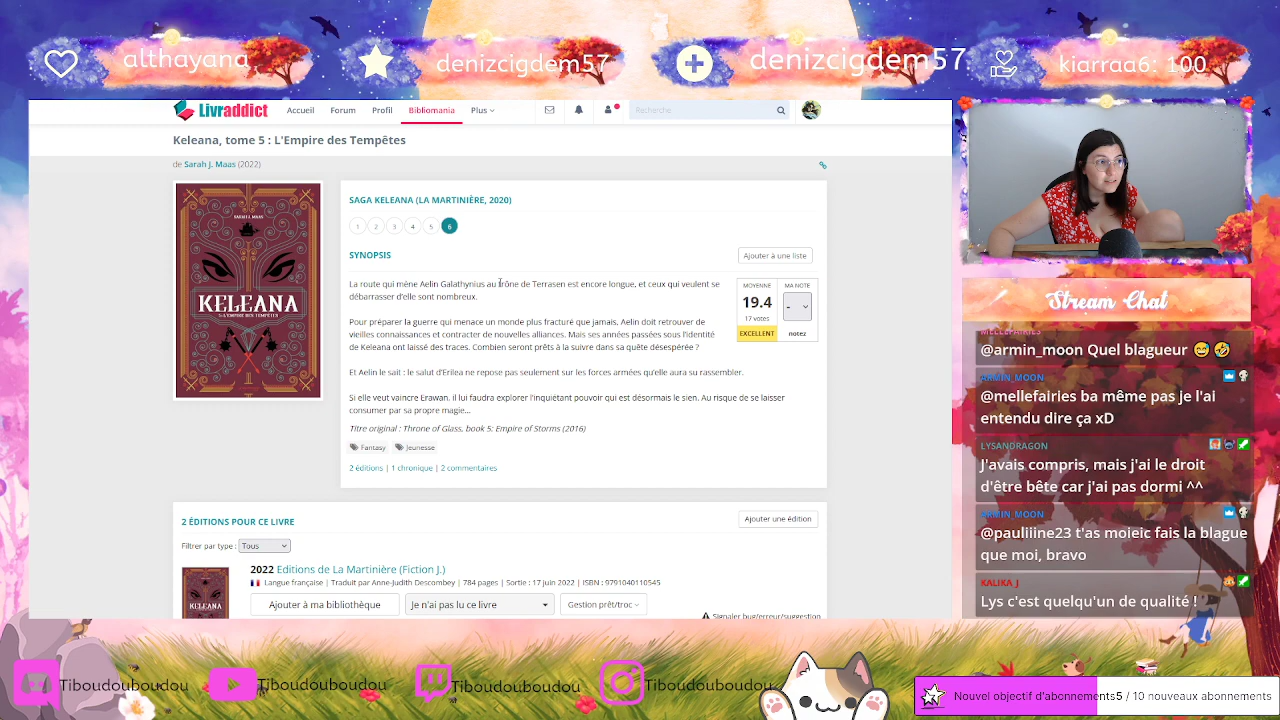 althayana
denizcigdem57
denizcigdem57
kiarraa6: 100
Livraddict
Accueil
Forum
Profil
Bibliomania
Plus
Recherche
Keleana, tome 5 : L'Empire des Tempêtes
de Sarah J. Maas (2022)
SARAH J. MAAS
KELEANA
SAGA KELEANA (LA MARTINIÈRE, 2020)
1 2 3 4 5 6
SYNOPSIS
Ajouter à une liste
La route qui mène Aelin Galathynius au trône de Terrasen est encore longue, et ceux qui veulent se
débarrasser d'elle sont nombreux.
Pour préparer la guerre qui menace un monde plus fracturé que jamais, Aelin doit retrouver de
vieilles connaissances et contracter de nouvelles alliances. Mais ses années passées sous l'identité
de Keleana ont laissé des traces. Combien seront prêts à la suivre dans sa quête désespérée ?
Et Aelin le sait : le salut d'Erilea ne repose pas seulement sur les forces armées qu'elle aura su rassembler.
Si elle veut vaincre Erawan, il lui faudra explorer l'inquiétant pouvoir qui est désormais le sien. Au risque de se laisser
consumer par sa propre magie...
Titre original : Throne of Glass, book 5: Empire of Storms (2016)
Fantasy
Jeunesse
2 éditions | 1 chronique | 2 commentaires
MOYENNE
19.4
17 votes
EXCELLENT
MA NOTE
-
notez
2 ÉDITIONS POUR CE LIVRE
Ajouter une édition
Filtrer par type : Tous
2022 Editions de La Martinière (Fiction J.)
Langue française | Traduit par Anne-Judith Descombey | 784 pages | Sortie : 17 juin 2022 | ISBN : 9791040110545
KELEANA
Ajouter à ma bibliothèque
Je n'ai pas lu ce livre
Gestion prêt/troc
Signaler bug/erreur/suggestion
Stream Chat
MELLEFAIRIES
@armin_moon Quel blagueur 😅🤣
ARMIN_MOON
@mellefairies ba même pas je l'ai
entendu dire ça xD
LYSANDRAGON
J'avais compris, mais j'ai le droit
d'être bête car j'ai pas dormi ^^
ARMIN_MOON
@pauliiine23 t'as moieic fais la blague
que moi, bravo
KALIKA_J
Lys c'est quelqu'un de qualité !
Tiboudouboudou
Tiboudouboudou
Tiboudouboudou
Tiboudouboudou
Nouvel objectif d'abonnements5 / 10 nouveaux abonnements